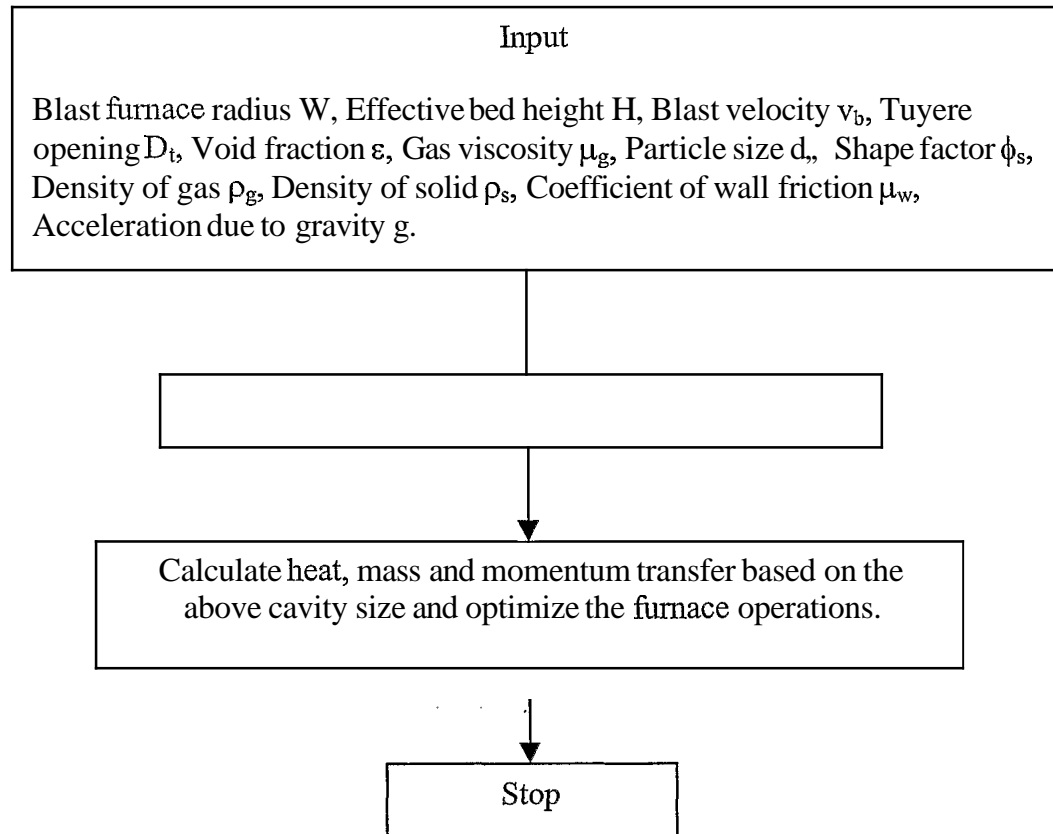 Input
Blast furnace radius W, Effective bed height H, Blast velocity v_b, Tuyere
opening D_t, Void fraction ε, Gas viscosity μ_g, Particle size d,, Shape factor ϕ_s,
Density of gas ρ_g, Density of solid ρ_s, Coefficient of wall friction μ_w,
Acceleration due to gravity g.
Calculate heat, mass and momentum transfer based on the
above cavity size and optimize the furnace operations.
Stop